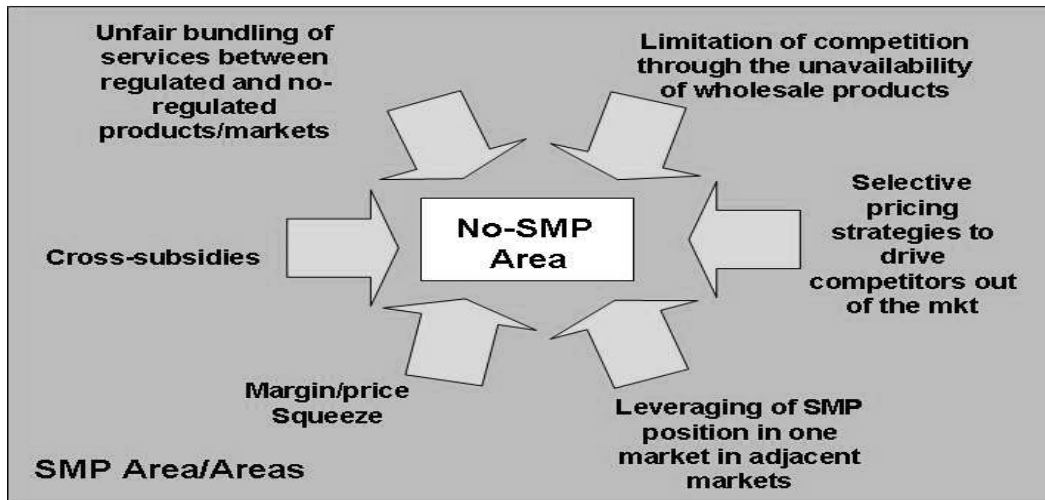 Unfair bundling of
services between
regulated and no-
regulated
products/markets
Limitation of competition
through the unavailability
of wholesale products
Cross-subsidies
No-SMP
Area
Selective
pricing
strategies to
drive
competitors out
of the mkt
Margin/price
Squeeze
Leveraging of SMP
position in one
market in adjacent
markets
SMP Area/Areas